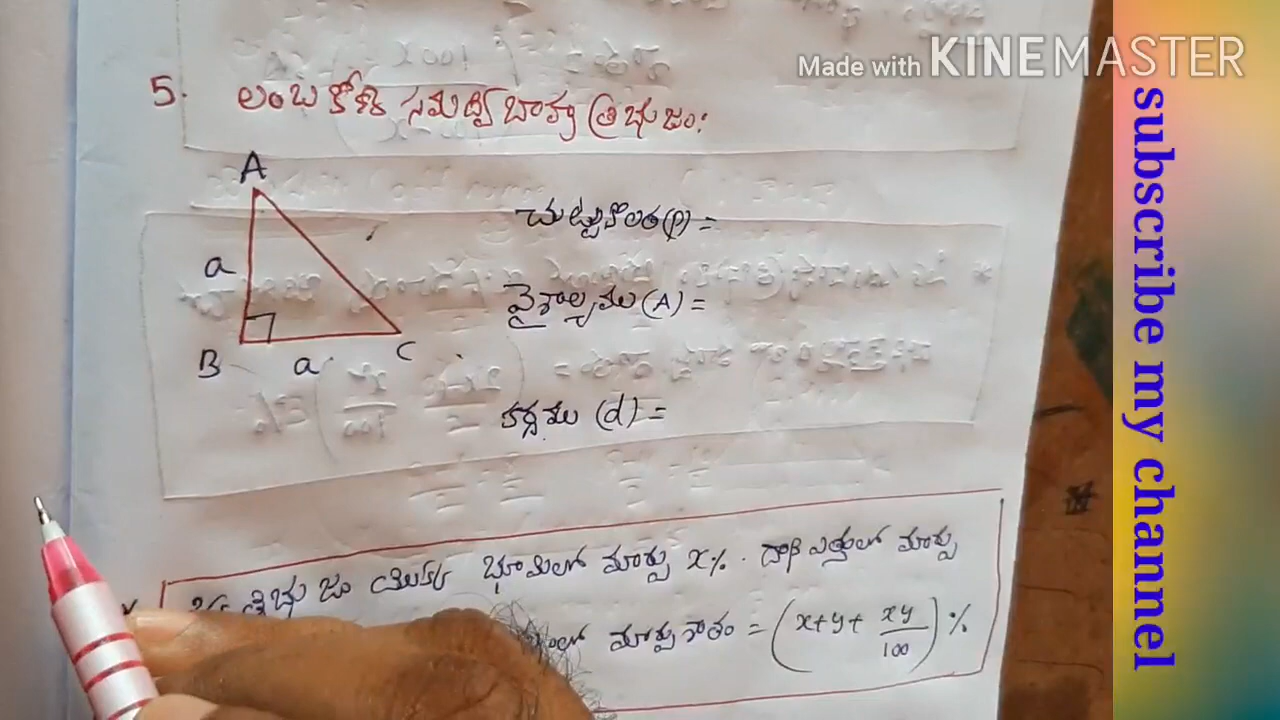 Made with KINEMASTER
5. లంబకోణ సమద్విబాహు త్రిభుజం:
A
చుట్టుకొలత(P) =
a
వైశాల్యము (A) =
B a C
కర్ణము (d) =
త్రిభుజం యొక్క భూమిలో మార్పు x%. దాని ఎత్తులో మార్పు
మార్పు శాతం = (x+y+ xy/100)%
subscribe my channel